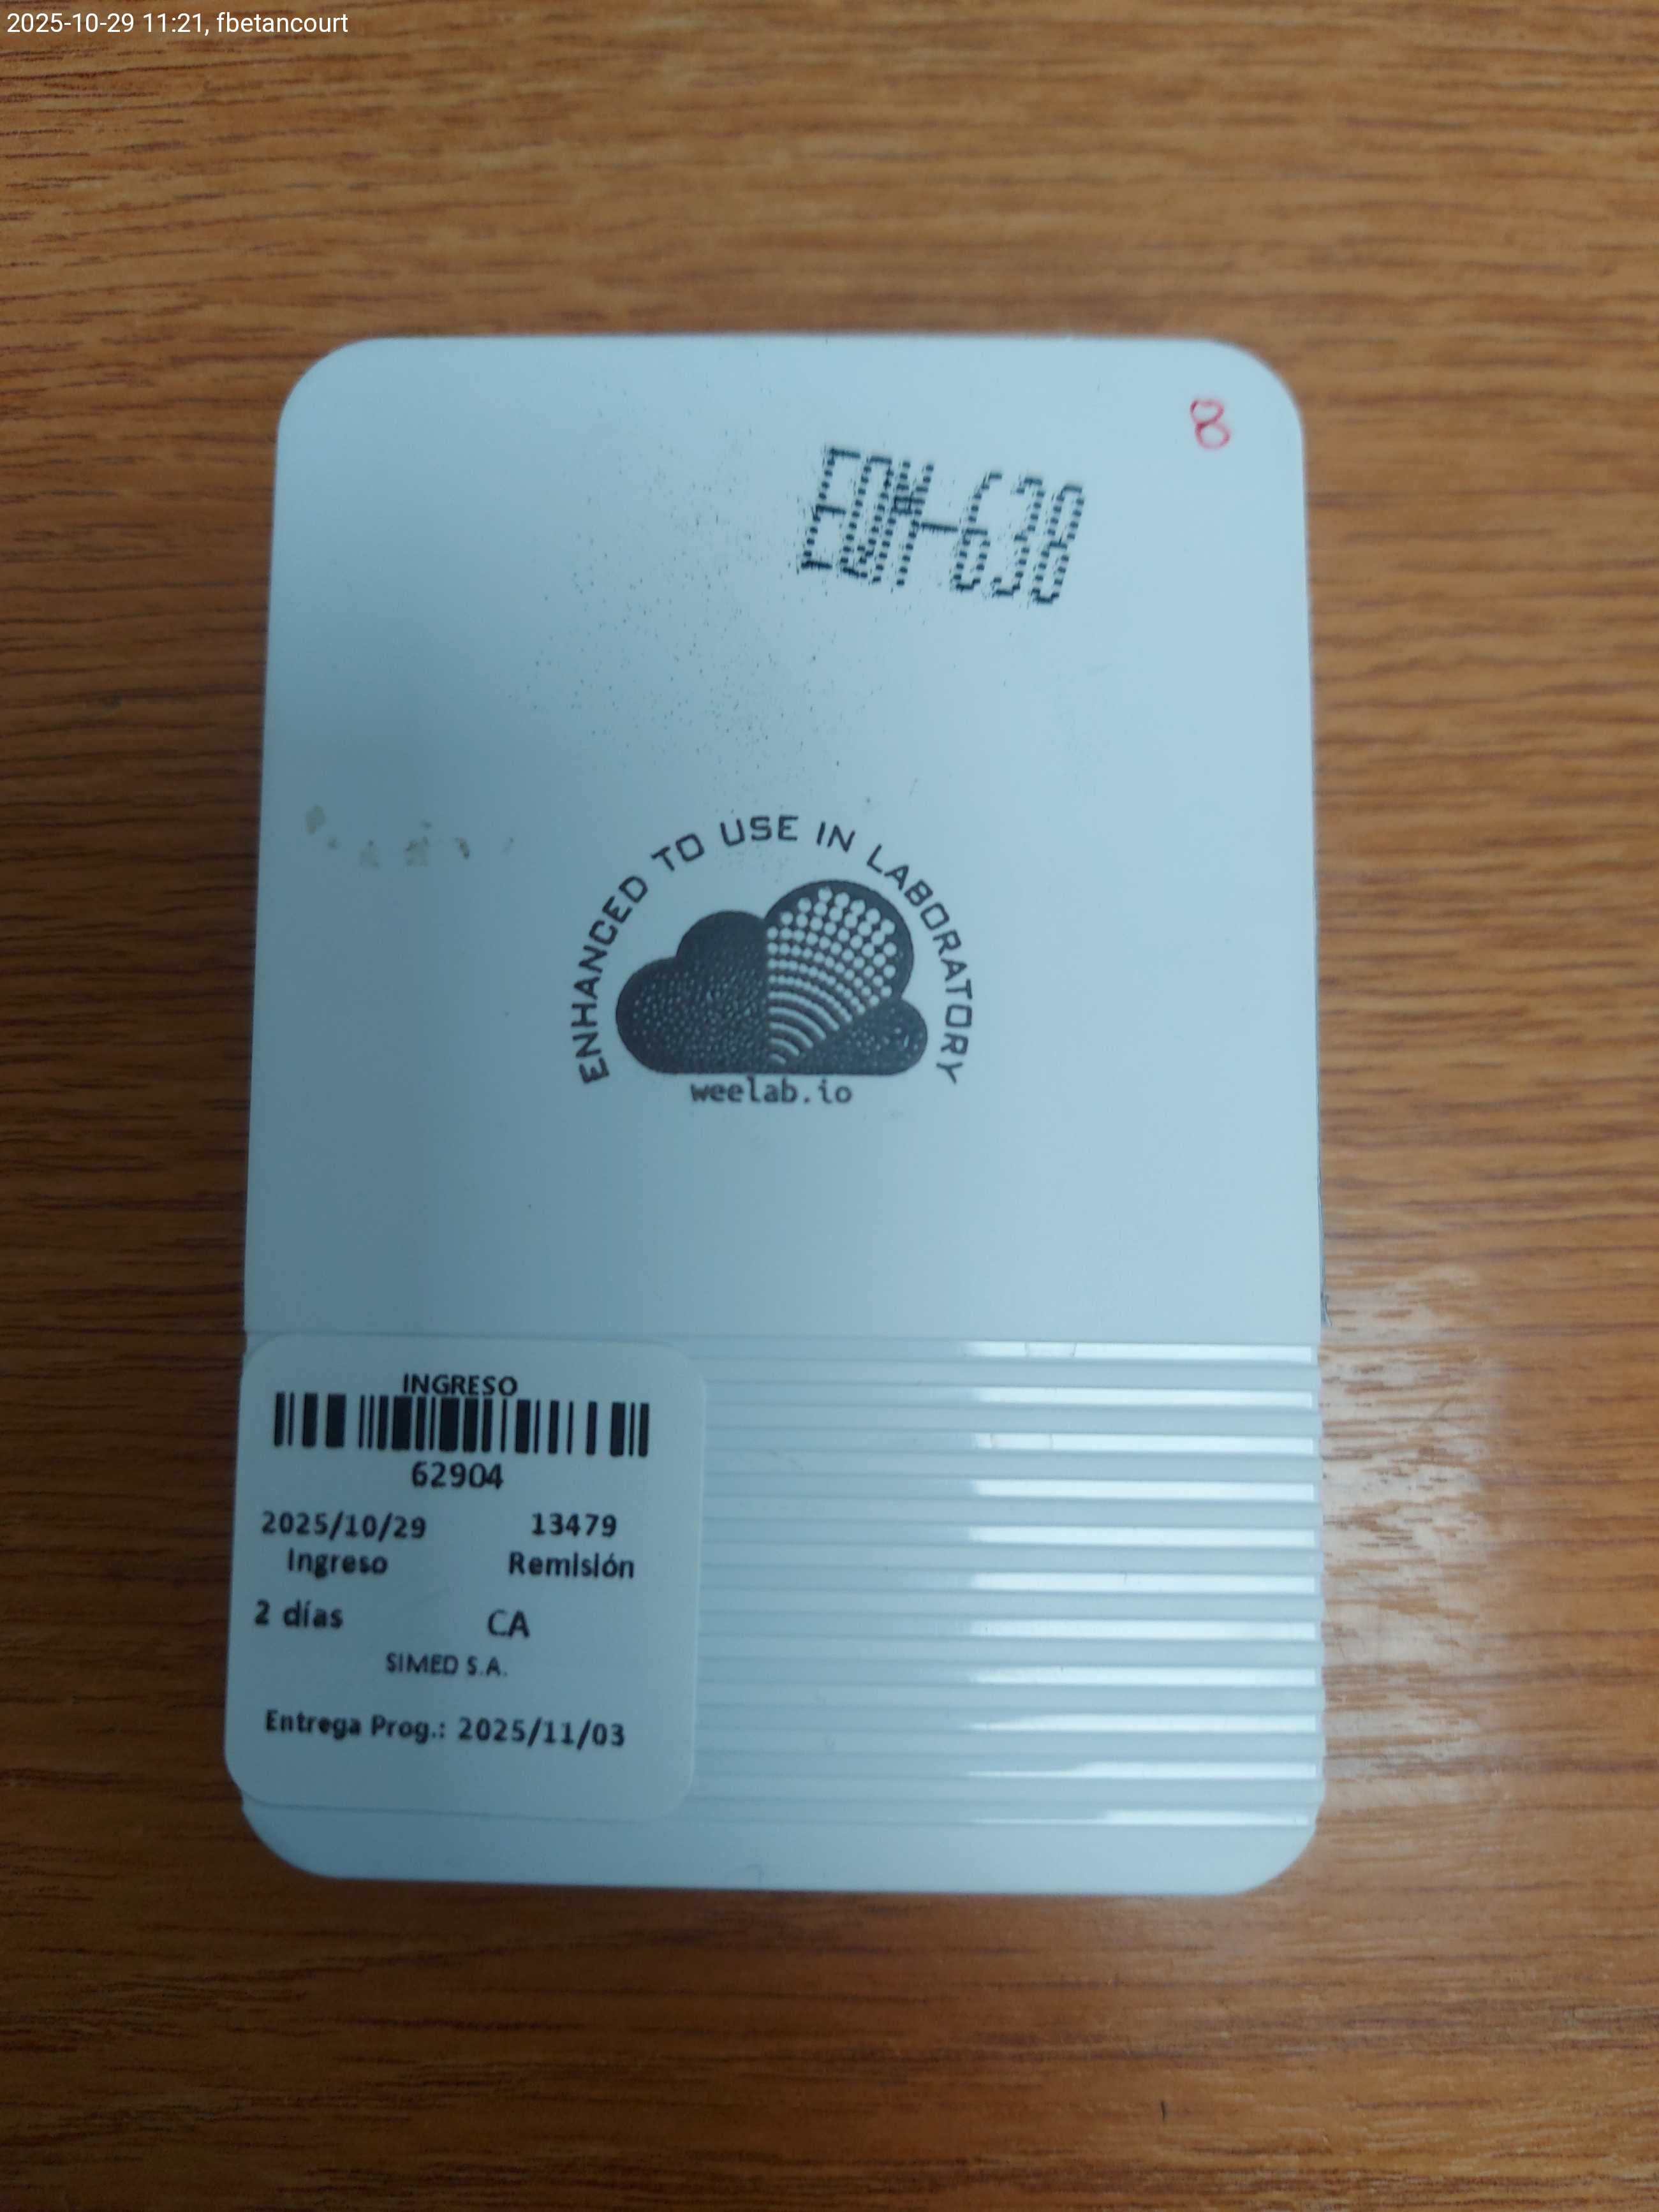 2025-10-29 11:21, fbetancourt
8
EQM-638
ENHANCED TO USE IN LABORATORY
weelab.io
INGRESO
62904
2025/10/29 13479
Ingreso Remisión
2 días CA
SIMED S.A.
Entrega Prog.: 2025/11/03